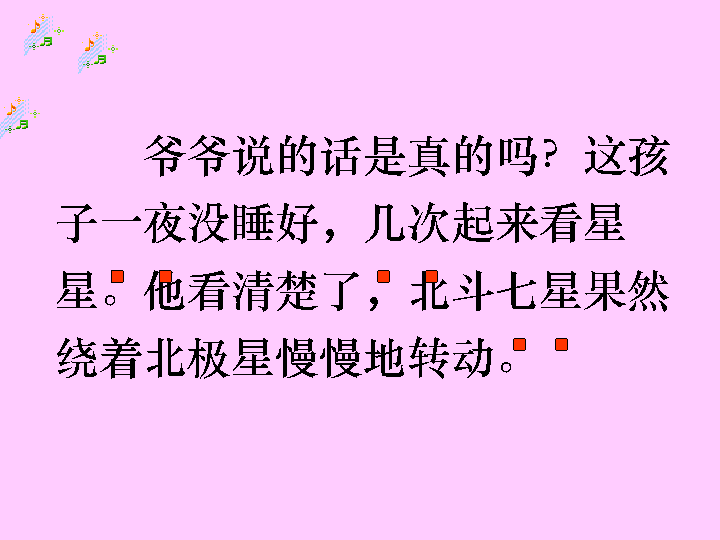 爷爷说的话是真的吗？这孩
子一夜没睡好，几次起来看星
星。他看清楚了，北斗七星果然
绕着北极星慢慢地转动。